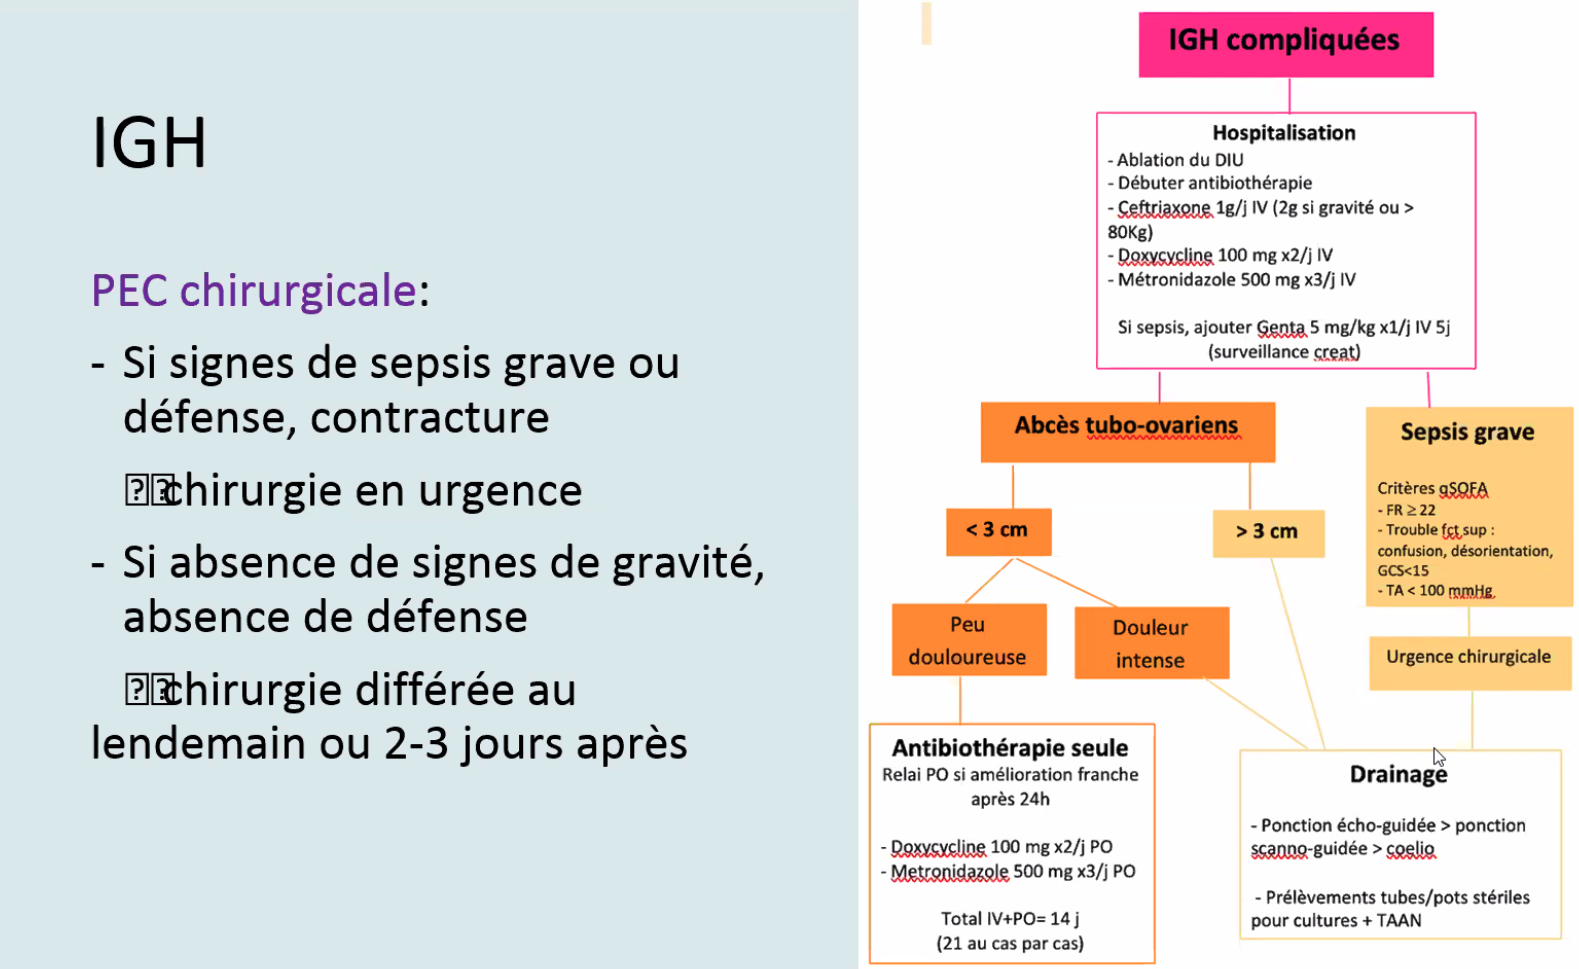 IGH
PEC chirurgicale:
- Si signes de sepsis grave ou
défense, contracture
chirurgie en urgence
- Si absence de signes de gravité,
absence de défense
chirurgie différée au
lendemain ou 2-3 jours après
IGH compliquées
Hospitalisation
- Ablation du DIU
- Débuter antibiothérapie
- Ceftriaxone 1g/j IV (2g si gravité ou >
80Kg)
- Doxycycline 100 mg x2/j IV
- Métronidazole 500 mg x3/j IV
Si sepsis, ajouter Genta 5 mg/kg x1/j IV 5j
(surveillance creat)
Abcès tubo-ovariens
< 3 cm
> 3 cm
Peu
douloureuse
Douleur
intense
Antibiothérapie seule
Relai PO si amélioration franche
après 24h
- Doxycycline 100 mg x2/j PO
- Metronidazole 500 mg x3/j PO
Total IV+PO= 14 j
(21 au cas par cas)
Sepsis grave
Critères qSOFA
- FR ≥ 22
- Trouble fct sup :
confusion, désorientation,
GCS<15
- TA < 100 mmHg
Urgence chirurgicale
Drainage
- Ponction écho-guidée > ponction
scanno-guidée > coelio
- Prélèvements tubes/pots stériles
pour cultures + TAAN